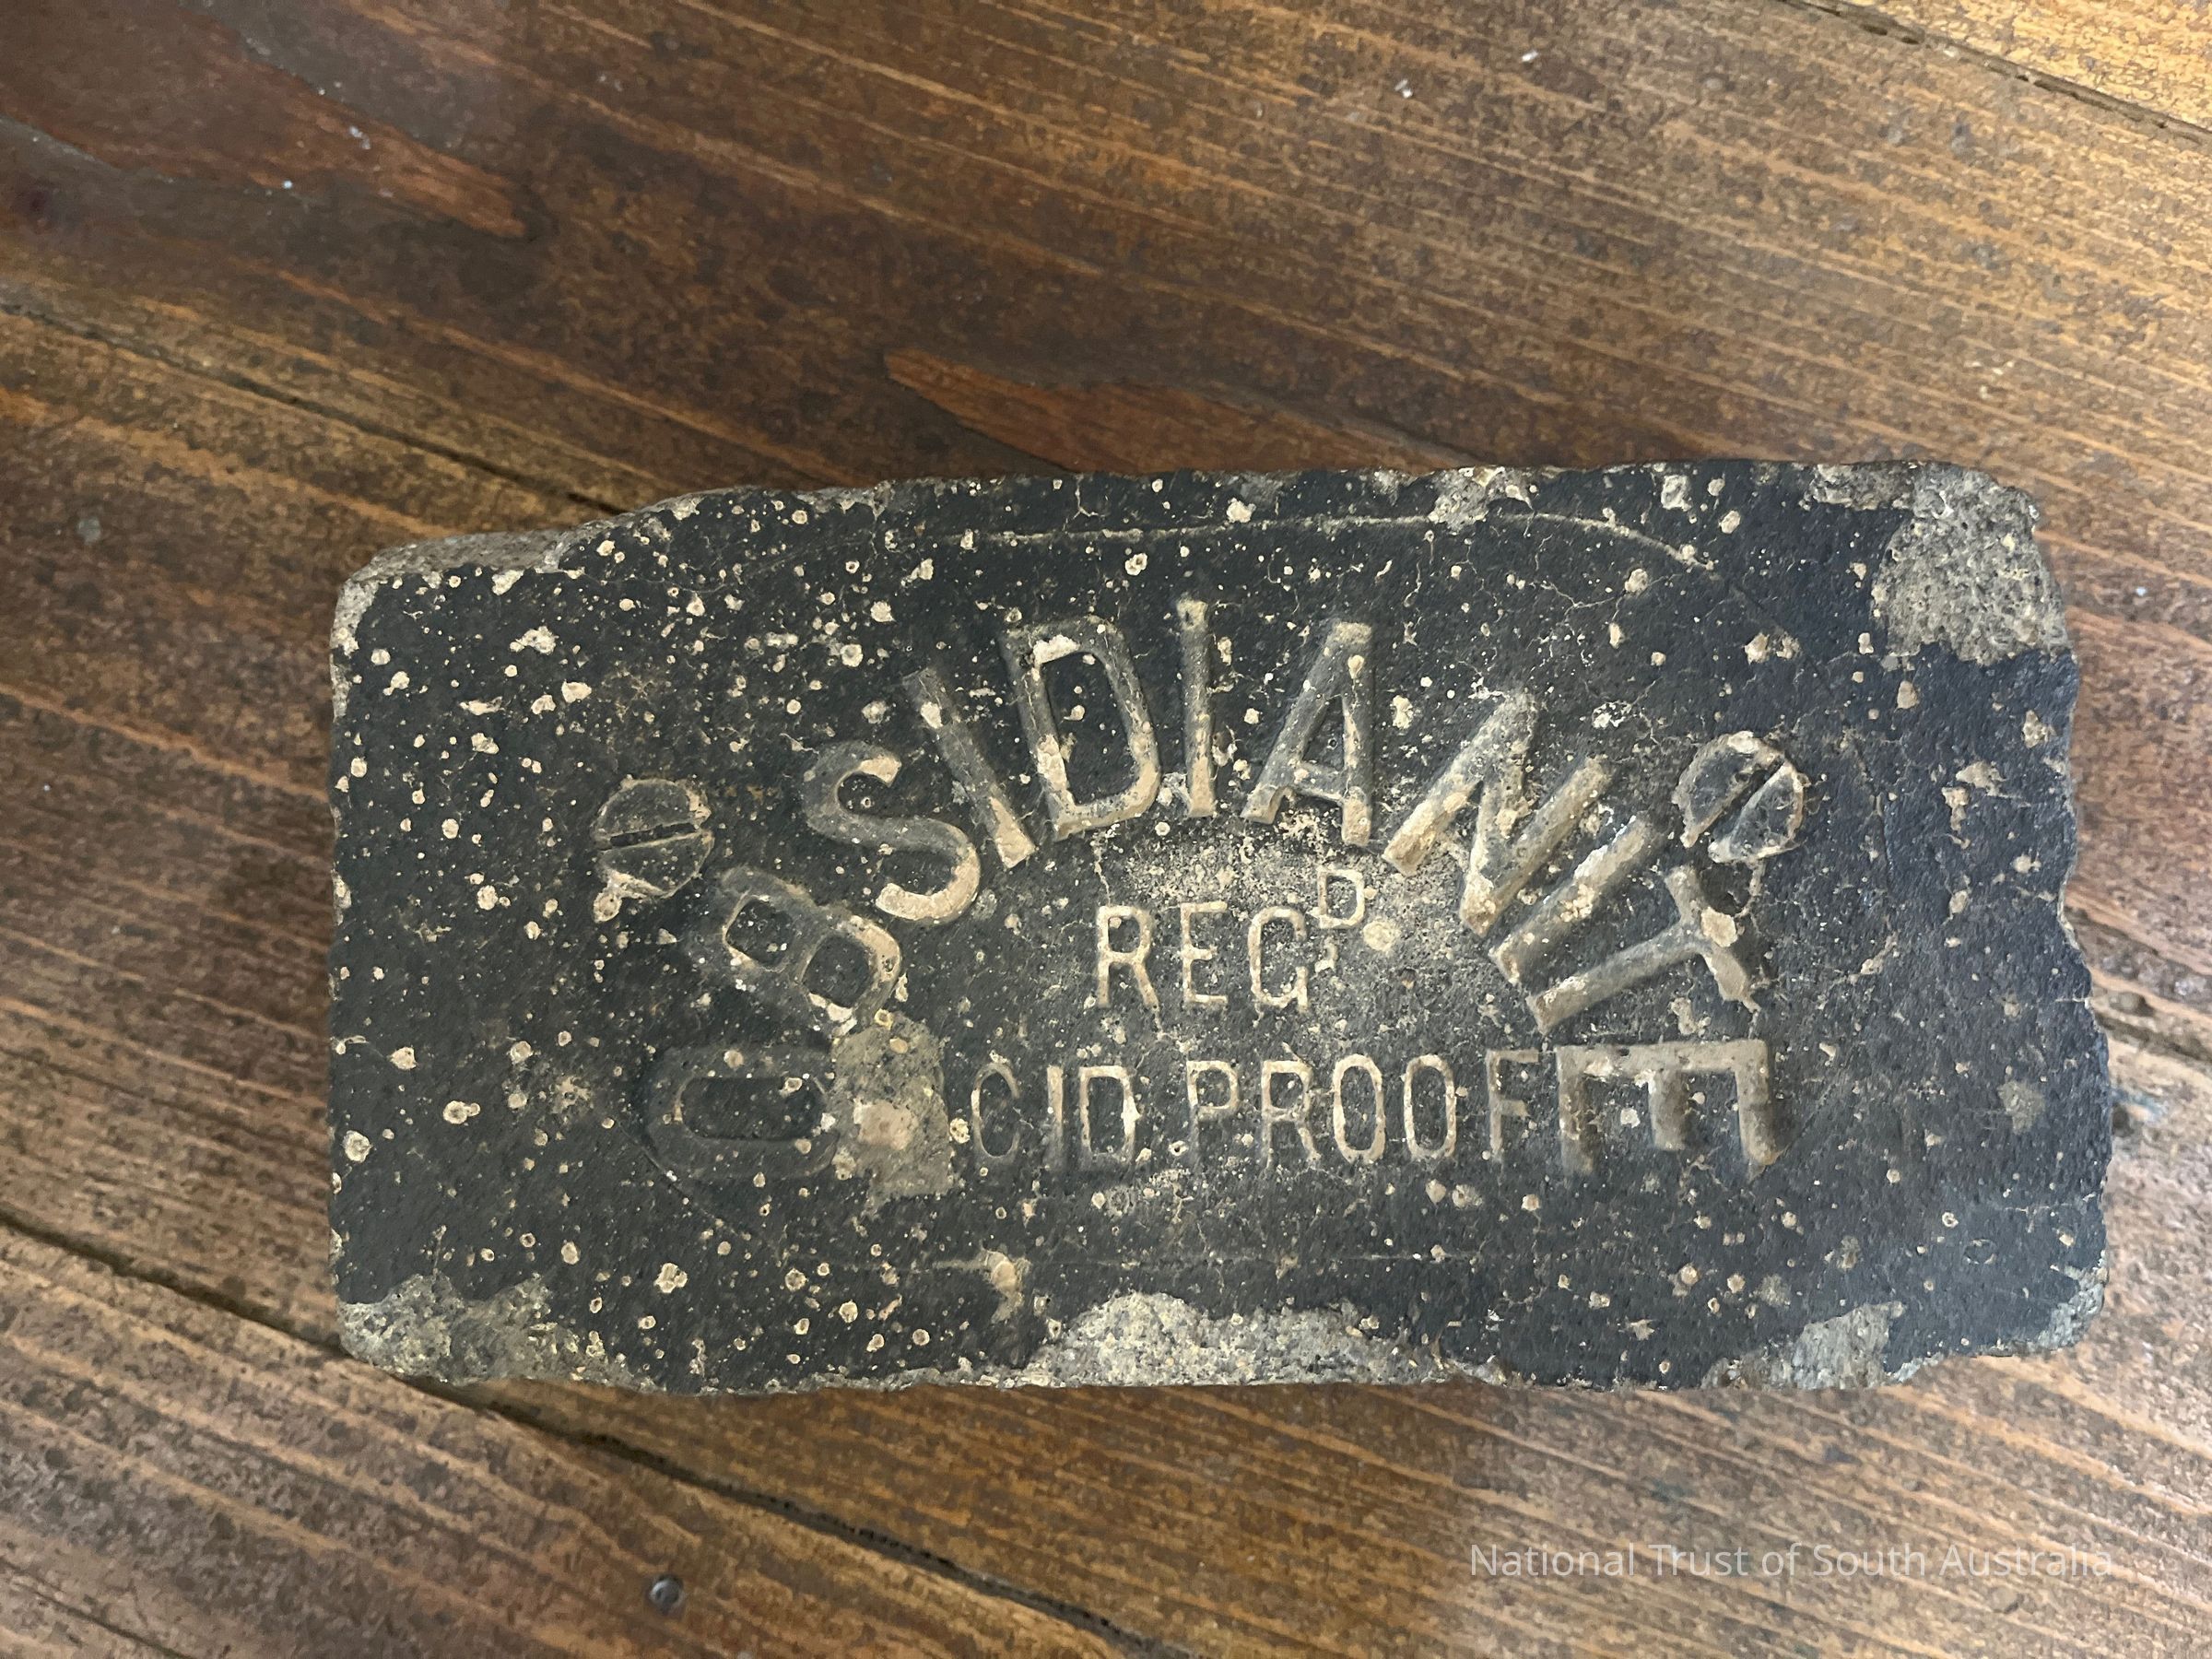 OBSIDIANITE
REGD.
CID PROOF
National Trust of South Australia